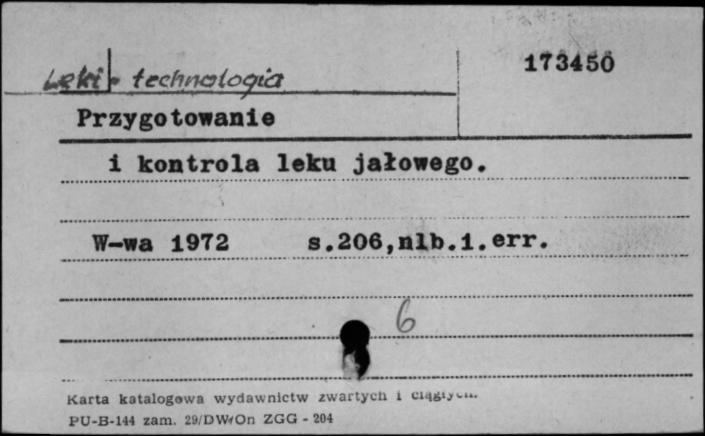 173450
Leki - technologia
Przygotowanie
i kontrola leku jałowego.
W-wa 1972 s.206,nlb.1.err.
6
Karta katalogowa wydawnictw zwartych i ciągłych.
PU-B-144 zam. 29/DWrOn ZGG - 204